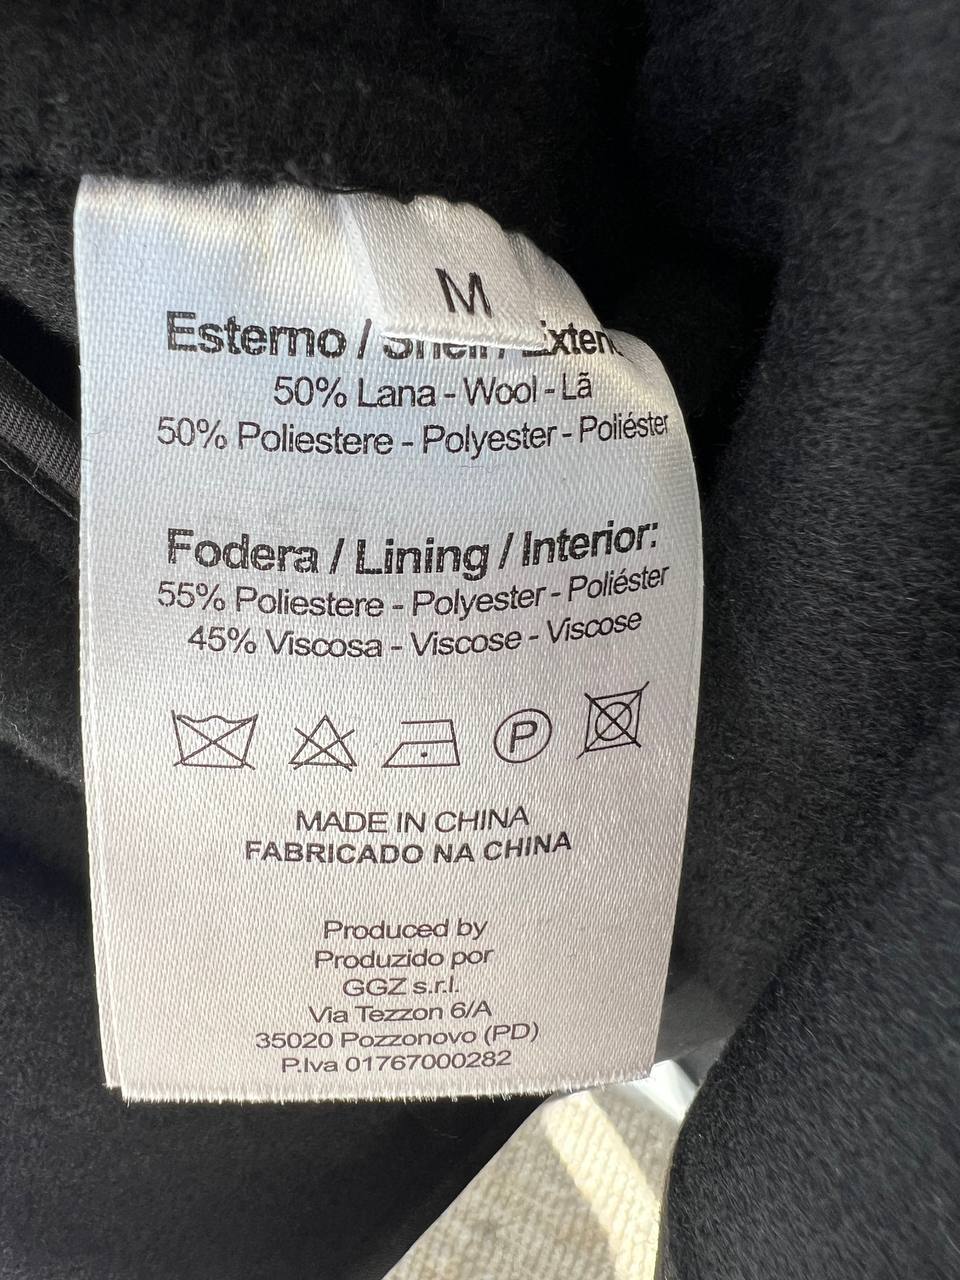 M
Esterno / Shell / Exter
50% Lana - Wool - Lã
50% Poliestere - Polyester - Poliéster
Fodera / Lining / Interior:
55% Poliestere - Polyester - Poliéster
45% Viscosa - Viscose - Viscose
P
MADE IN CHINA
FABRICADO NA CHINA
Produced by
Produzido por
GGZ s.r.l.
Via Tezzon 6/A
35020 Pozzonovo (PD)
P.Iva 01767000282